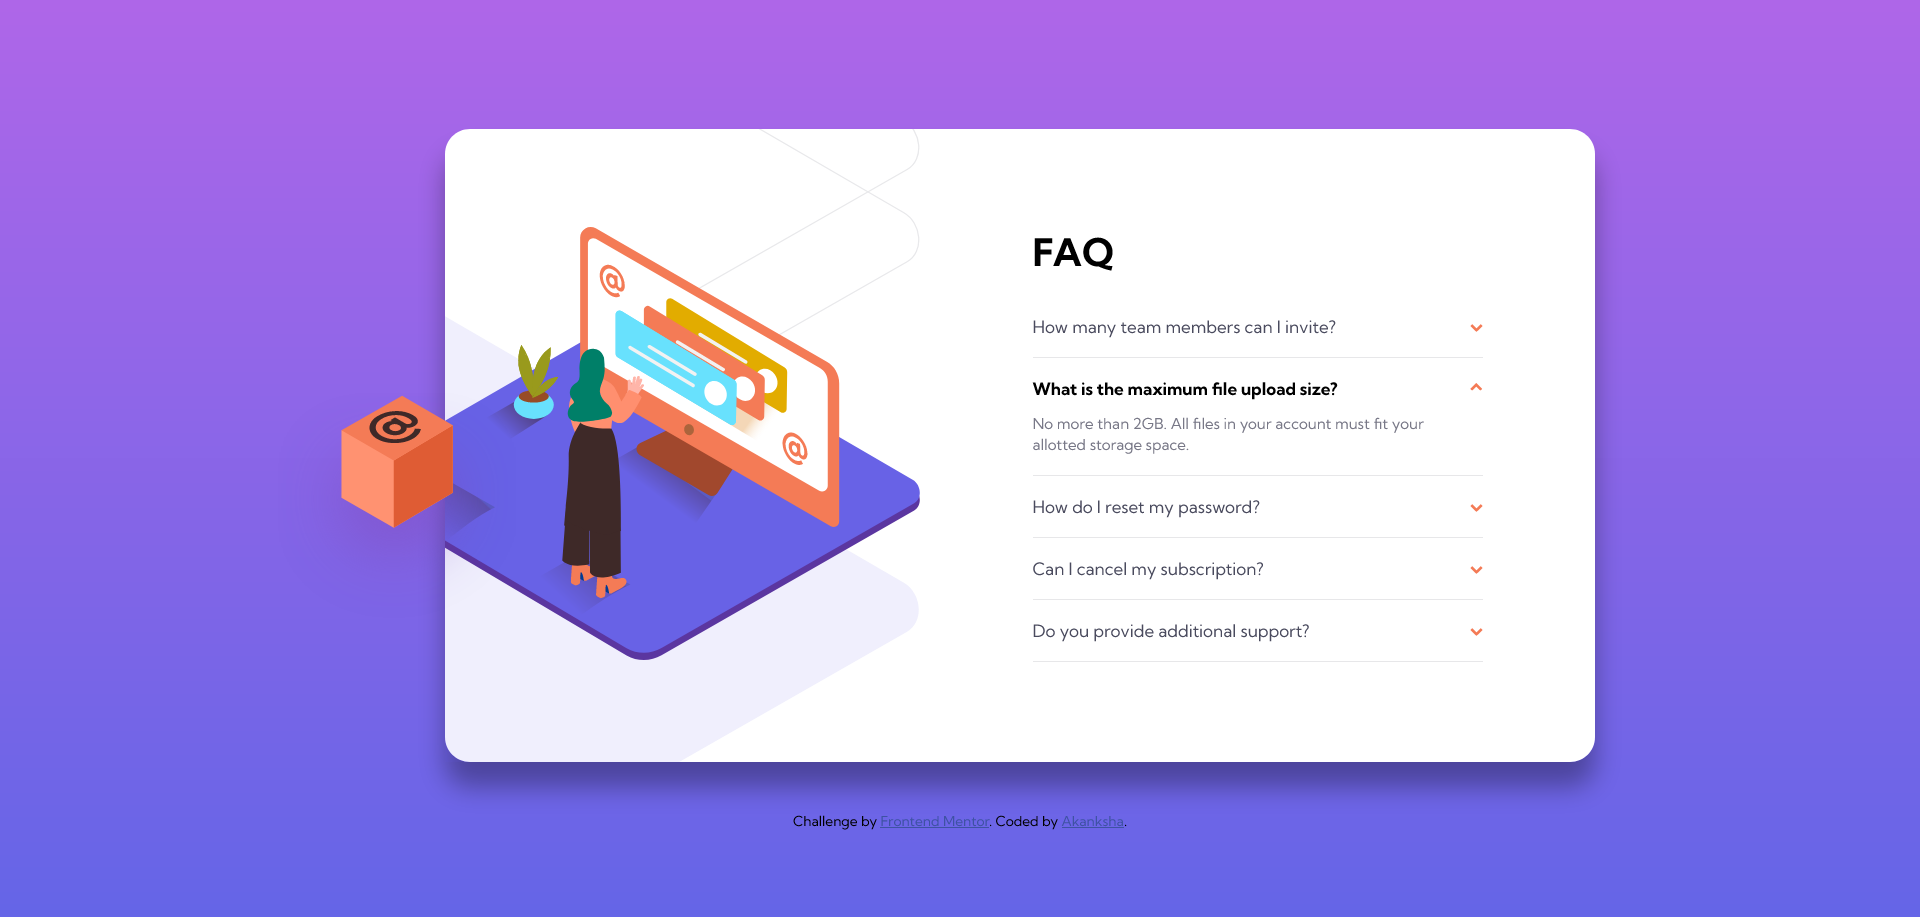 FAQ
How many team members can I invite?
What is the maximum file upload size?
No more than 2GB. All files in your account must fit your
allotted storage space.
How do I reset my password?
Can I cancel my subscription?
Do you provide additional support?
@
@
@
Challenge by Frontend Mentor. Coded by Akanksha.